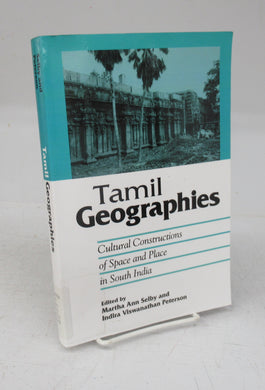 Tamil
Geographies
Cultural Constructions
of Space and Place
in South India
Edited by
Martha Ann Selby and
Indira Viswanathan Peterson
Tamil Geographies